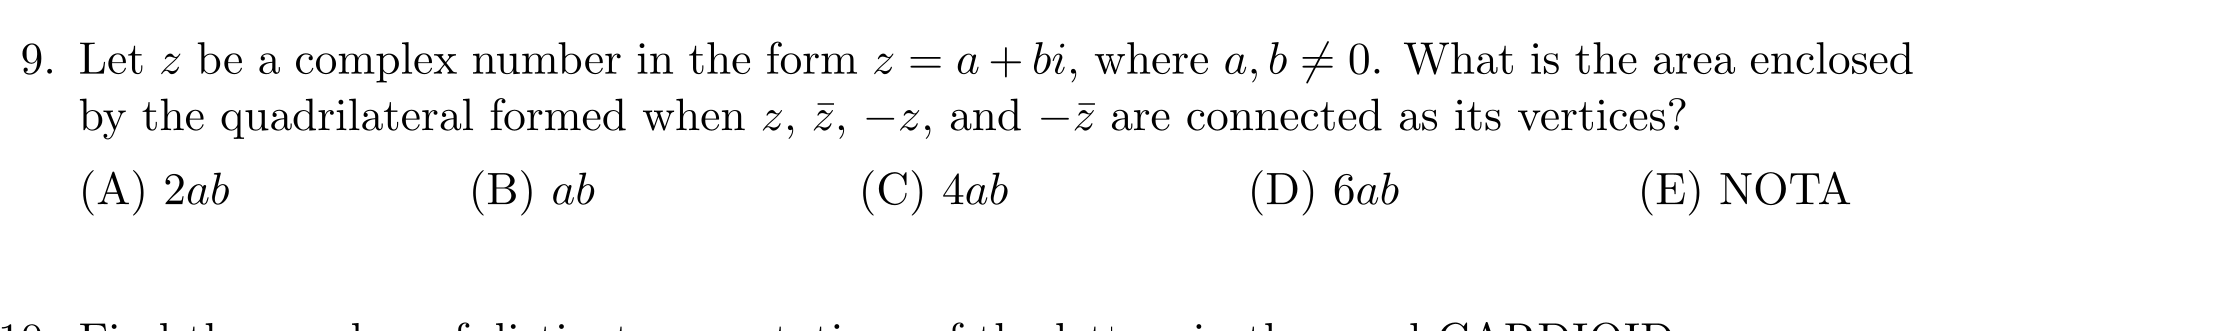 9. Let z be a complex number in the form z = a + bi, where a, b ≠ 0. What is the area enclosed
by the quadrilateral formed when z, z̄, −z, and −z̄ are connected as its vertices?
(A) 2ab (B) ab (C) 4ab (D) 6ab (E) NOTA